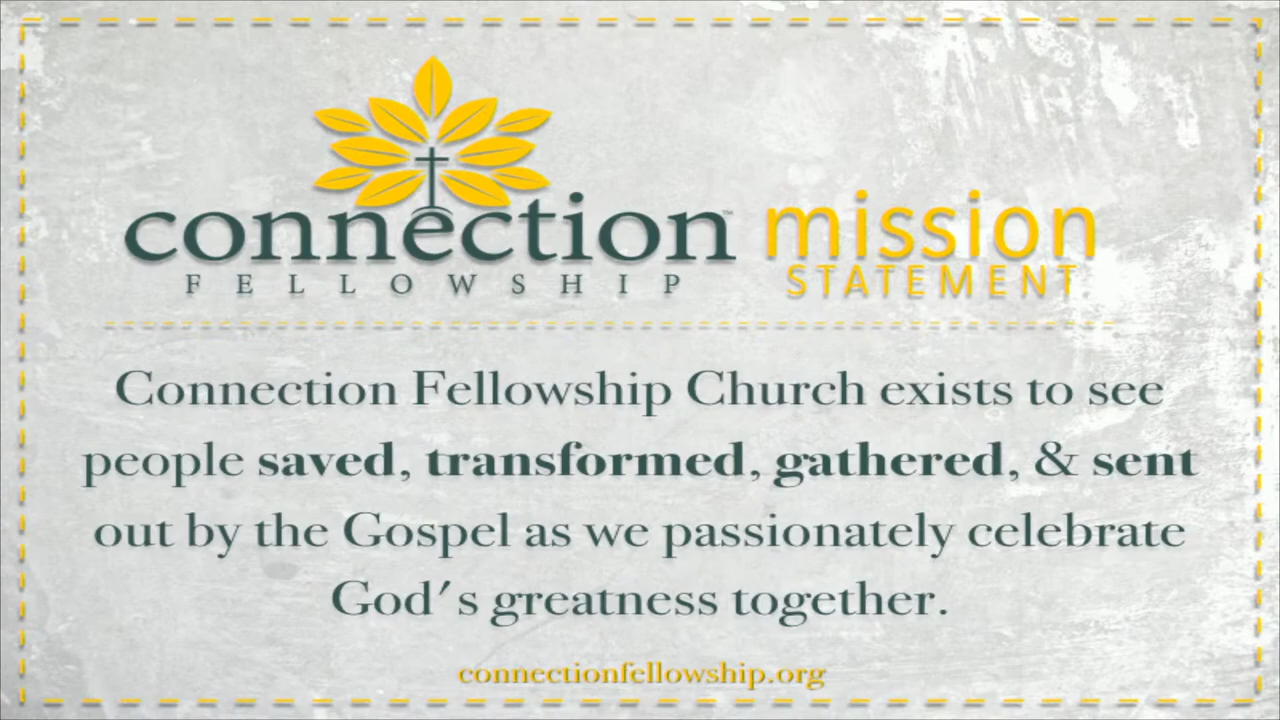 connection™ mission
FELLOWSHIP STATEMENT
Connection Fellowship Church exists to see
people saved, transformed, gathered, & sent
out by the Gospel as we passionately celebrate
God's greatness together.
connectionfellowship.org